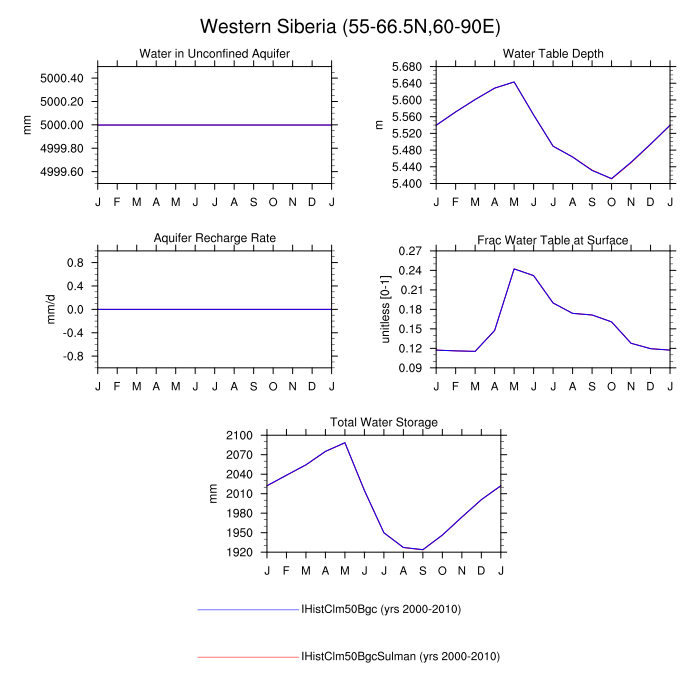 Western Siberia (55-66.5N,60-90E)
Water in Unconfined Aquifer
5000.40
5000.20
5000.00
4999.80
4999.60
mm
J F M A M J J A S O N D J
Water Table Depth
5.680
5.640
5.600
5.560
5.520
5.480
5.440
5.400
m
J F M A M J J A S O N D J
Aquifer Recharge Rate
0.8
0.4
0.0
-0.4
-0.8
mm/d
J F M A M J J A S O N D J
Frac Water Table at Surface
0.27
0.24
0.21
0.18
0.15
0.12
0.09
unitless [0-1]
J F M A M J J A S O N D J
Total Water Storage
2100
2070
2040
2010
1980
1950
1920
mm
J F M A M J J A S O N D J
IHistClm50Bgc (yrs 2000-2010)
IHistClm50BgcSulman (yrs 2000-2010)